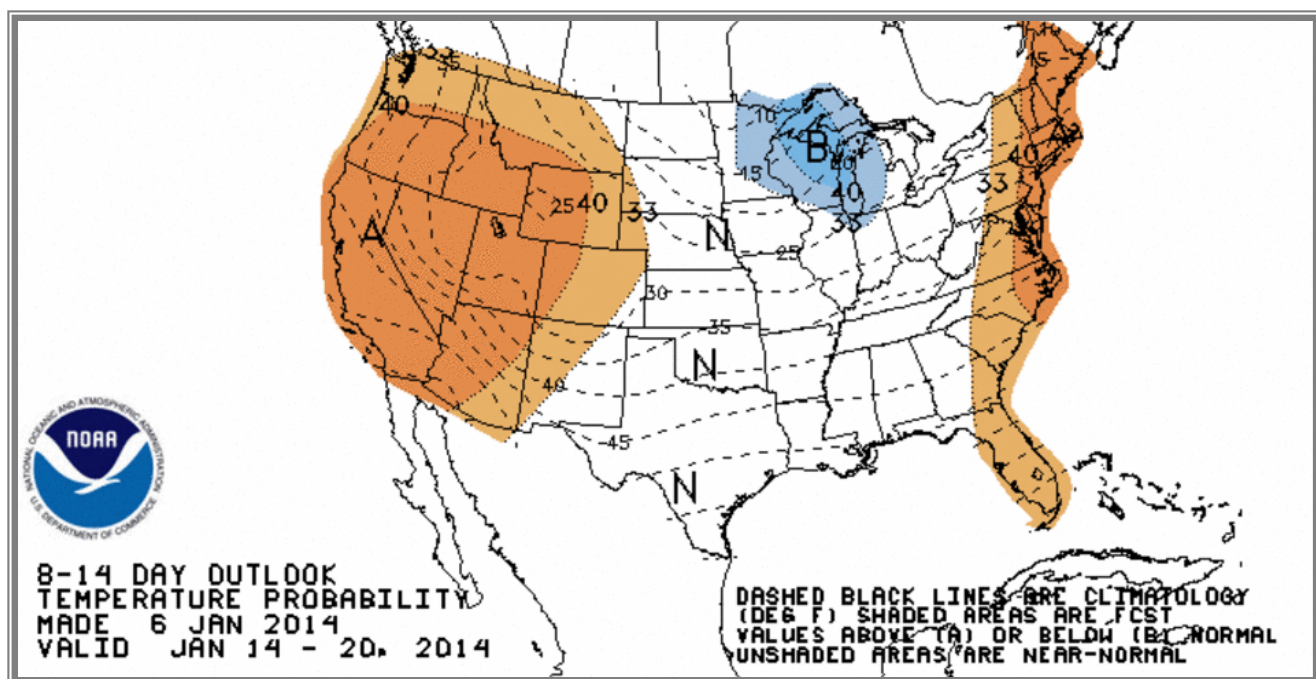 35
40
10
B
40
15
40
33
15
40
33
25 40
33
A
N
33
25
30
35
N
40
45
N
NATIONAL OCEANIC AND ATMOSPHERIC ADMINISTRATION
NOAA
U.S. DEPARTMENT OF COMMERCE
8-14 DAY OUTLOOK
TEMPERATURE PROBABILITY
MADE 6 JAN 2014
VALID JAN 14 - 20, 2014
DASHED BLACK LINES ARE CLIMATOLOGY
(DEG F) SHADED AREAS ARE FCST
VALUES ABOVE (A) OR BELOW (B) NORMAL
UNSHADED AREAS ARE NEAR-NORMAL